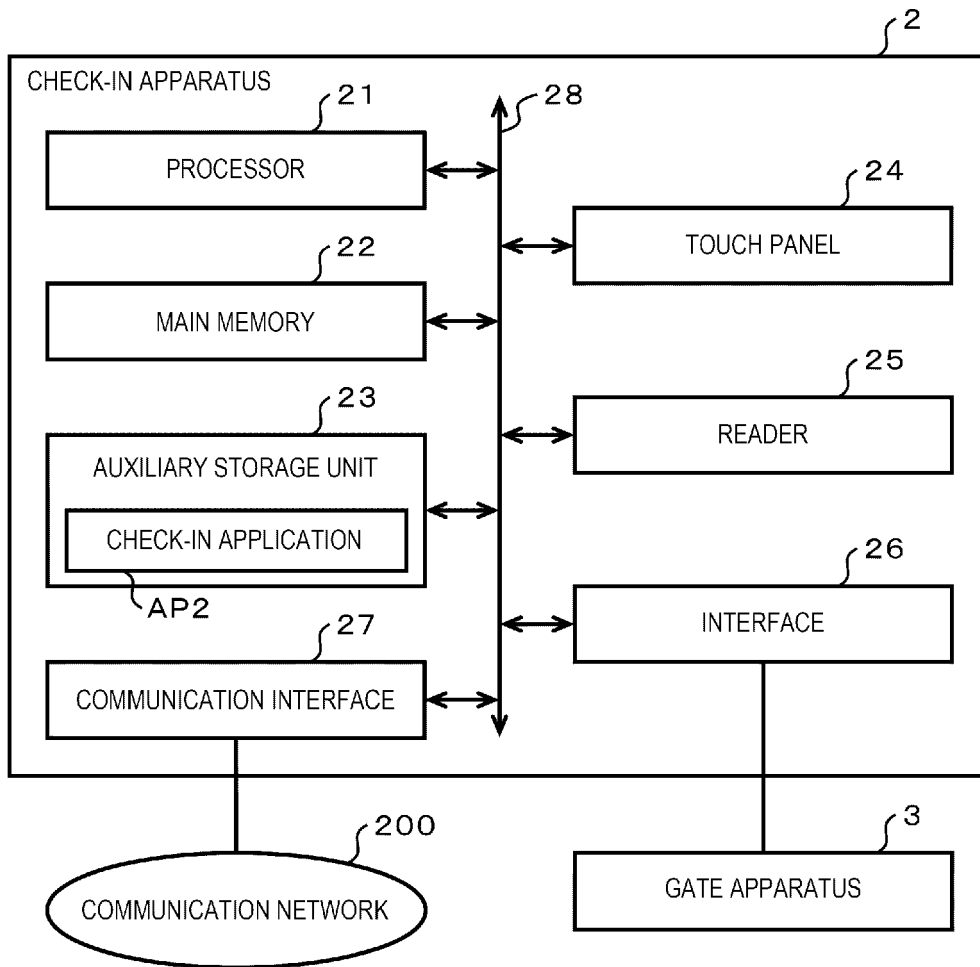 2
CHECK-IN APPARATUS
21
28
PROCESSOR
24
TOUCH PANEL
22
MAIN MEMORY
25
23
READER
AUXILIARY STORAGE UNIT
CHECK-IN APPLICATION
26
AP2
INTERFACE
27
COMMUNICATION INTERFACE
200
3
COMMUNICATION NETWORK
GATE APPARATUS